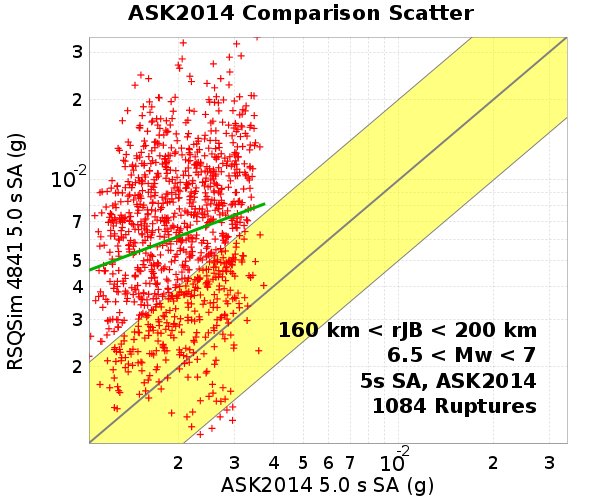 ASK2014 Comparison Scatter
RSQSim 4841 5.0 s SA (g)
3
2
10-2
7
5
4
3
2
160 km < rJB < 200 km
6.5 < Mw < 7
5s SA, ASK2014
1084 Ruptures
2 3 4 5 6 7 10-2 2 3
ASK2014 5.0 s SA (g)